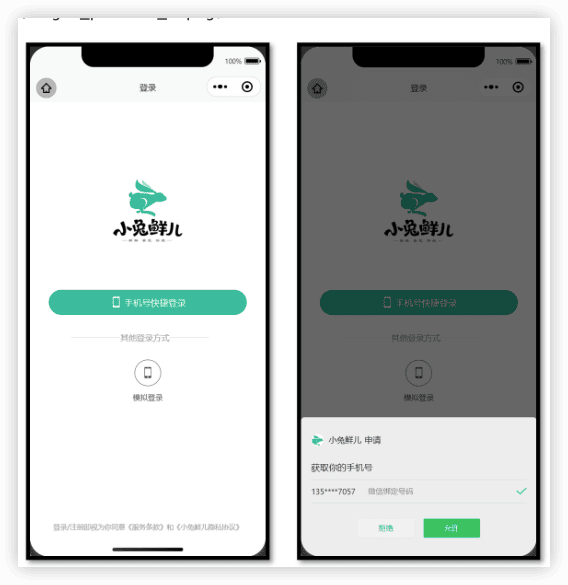 100%
登录
小兔鲜儿
手机号快捷登录
其他登录方式
模拟登录
登录/注册即视为你同意《服务条款》和《小兔鲜儿隐私协议》
100%
登录
小兔鲜儿
手机号快捷登录
其他登录方式
模拟登录
小兔鲜儿 申请
获取你的手机号
135****7057 微信绑定号码
拒绝
允许